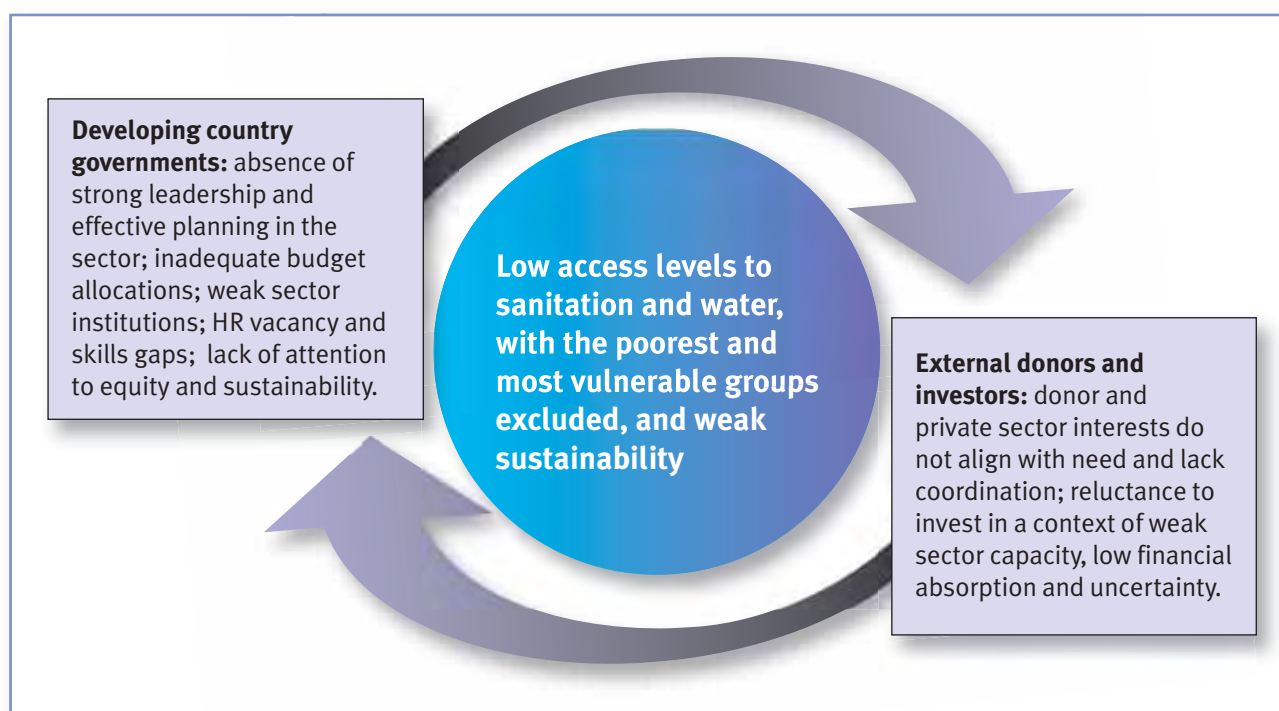 Developing country
governments: absence of
strong leadership and
effective planning in the
sector; inadequate budget
allocations; weak sector
institutions; HR vacancy and
skills gaps; lack of attention
to equity and sustainability.
Low access levels to
sanitation and water,
with the poorest and
most vulnerable groups
excluded, and weak
sustainability
External donors and
investors: donor and
private sector interests do
not align with need and lack
coordination; reluctance to
invest in a context of weak
sector capacity, low financial
absorption and uncertainty.